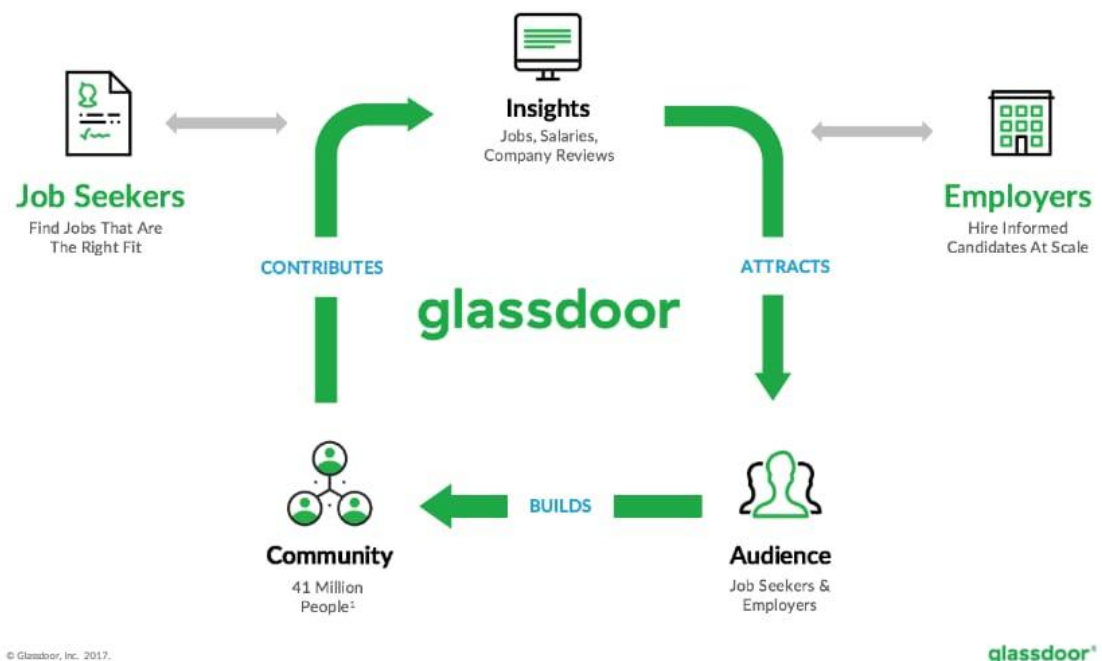 Insights
Jobs, Salaries,
Company Reviews
Job Seekers
Find Jobs That Are
The Right Fit
Employers
Hire Informed
Candidates At Scale
CONTRIBUTES
ATTRACTS
glassdoor
BUILDS
Community
41 Million
People¹
Audience
Job Seekers &
Employers
© Glassdoor, Inc. 2017.
glassdoor®